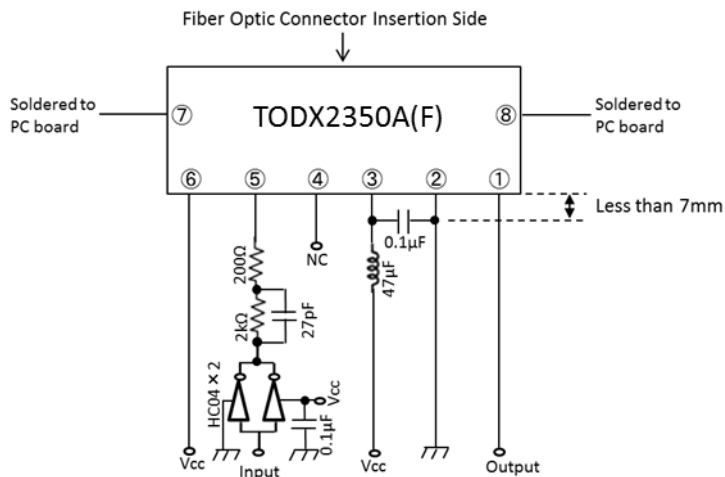 Fiber Optic Connector Insertion Side
Soldered to
PC board
⑦
TODX2350A(F)
⑧
Soldered to
PC board
⑥
⑤
④
③
②
①
Less than 7mm
0.1μF
NC
200Ω
47μF
2kΩ
27pF
HC04×2
Vcc
0.1μF
Vcc
Input
Vcc
Output